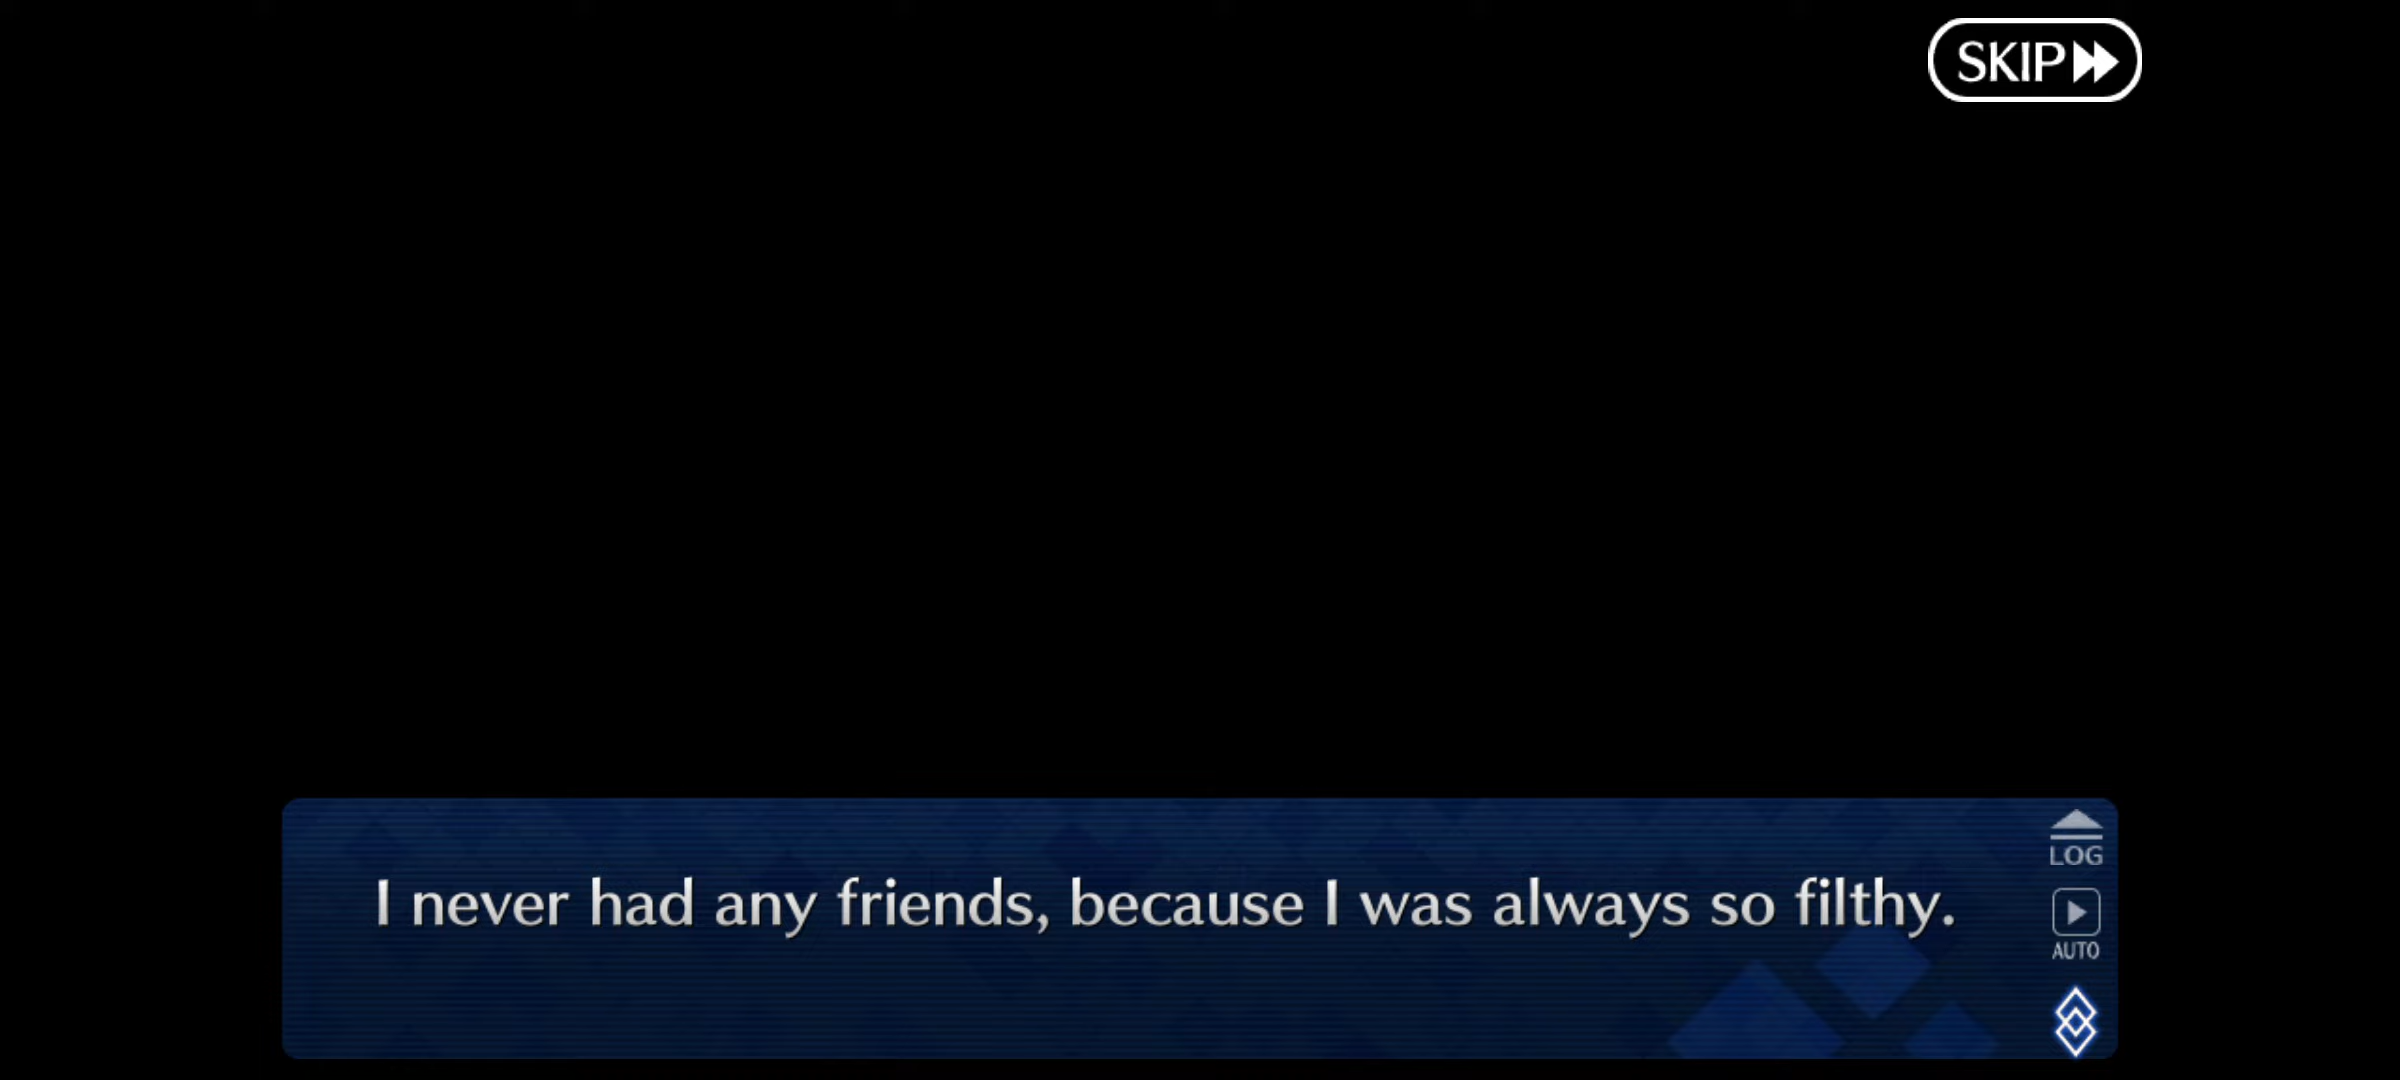 SKIP
I never had any friends, because I was always so filthy.
LOG
AUTO